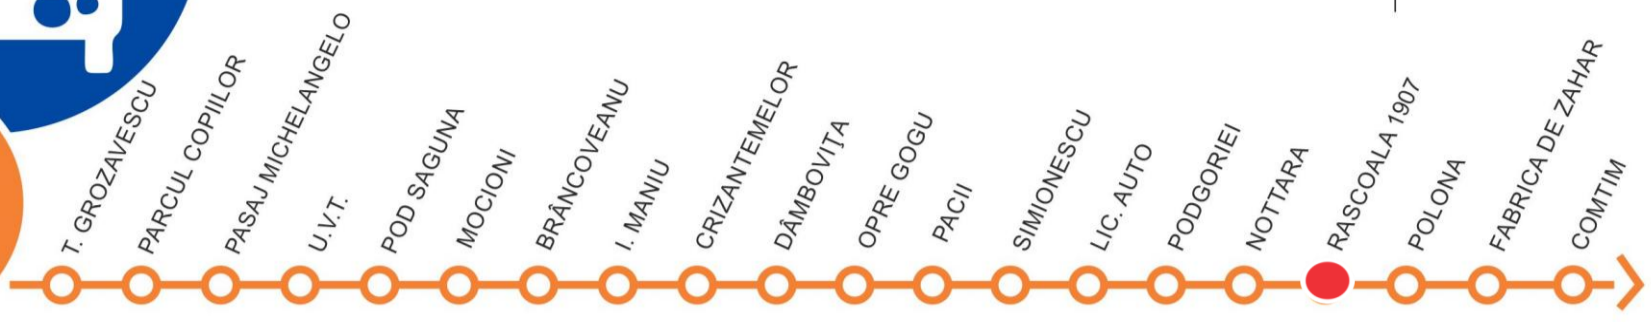 T. GROZAVESCU
PARCUL COPIILOR
PASAJ MICHELANGELO
U.V.T.
POD SAGUNA
MOCIONI
BRÂNCOVEANU
I. MANIU
CRIZANTEMELOR
DÂMBOVIŢA
OPRE GOGU
PACII
SIMIONESCU
LIC. AUTO
PODGORIEI
NOTTARA
RASCOALA 1907
POLONA
FABRICA DE ZAHAR
COMTIM